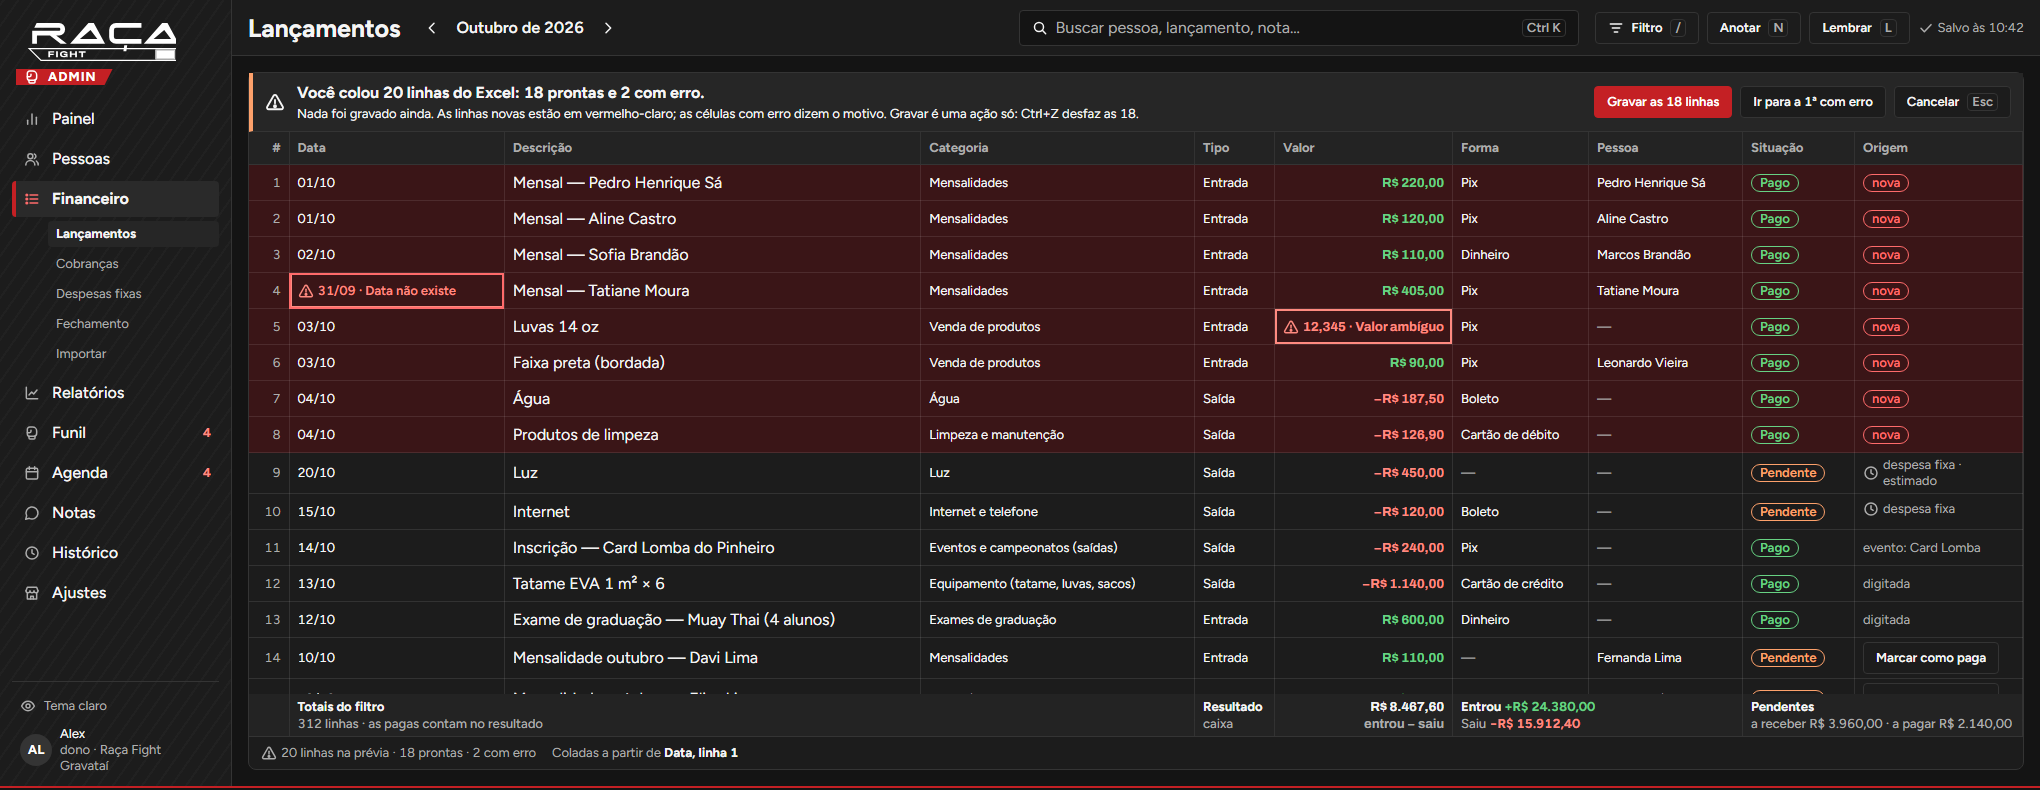 RAÇA
FIGHT
ADMIN
Painel
Pessoas
Financeiro
Lançamentos
Cobranças
Despesas fixas
Fechamento
Importar
Relatórios
Funil 4
Agenda 4
Notas
Histórico
Ajustes
Tema claro
AL
Alex
dono · Raça Fight
Gravataí
Lançamentos Outubro de 2026 Buscar pessoa, lançamento, nota... Ctrl K Filtro / Anotar N Lembrar L Salvo às 10:42
Você colou 20 linhas do Excel: 18 prontas e 2 com erro.
Nada foi gravado ainda. As linhas novas estão em vermelho-claro; as células com erro dizem o motivo. Gravar é uma ação só: Ctrl+Z desfaz as 18.
Gravar as 18 linhas Ir para a 1ª com erro Cancelar Esc
# Data Descrição Categoria Tipo Valor Forma Pessoa Situação Origem
1 01/10 Mensal — Pedro Henrique Sá Mensalidades Entrada R$ 220,00 Pix Pedro Henrique Sá Pago nova
2 01/10 Mensal — Aline Castro Mensalidades Entrada R$ 120,00 Pix Aline Castro Pago nova
3 02/10 Mensal — Sofia Brandão Mensalidades Entrada R$ 110,00 Dinheiro Marcos Brandão Pago nova
4 31/09 · Data não existe Mensal — Tatiane Moura Mensalidades Entrada R$ 405,00 Pix Tatiane Moura Pago nova
5 03/10 Luvas 14 oz Venda de produtos Entrada 12,345 · Valor ambíguo Pix — Pago nova
6 03/10 Faixa preta (bordada) Venda de produtos Entrada R$ 90,00 Pix Leonardo Vieira Pago nova
7 04/10 Água Água Saída −R$ 187,50 Boleto — Pago nova
8 04/10 Produtos de limpeza Limpeza e manutenção Saída −R$ 126,90 Cartão de débito — Pago nova
9 20/10 Luz Luz Saída −R$ 450,00 — — Pendente despesa fixa · estimado
10 15/10 Internet Internet e telefone Saída −R$ 120,00 Boleto — Pendente despesa fixa
11 14/10 Inscrição — Card Lomba do Pinheiro Eventos e campeonatos (saídas) Saída −R$ 240,00 Pix — Pago evento: Card Lomba
12 13/10 Tatame EVA 1 m² × 6 Equipamento (tatame, luvas, sacos) Saída −R$ 1.140,00 Cartão de crédito — Pago digitada
13 12/10 Exame de graduação — Muay Thai (4 alunos) Exames de graduação Entrada R$ 600,00 Dinheiro — Pago digitada
14 10/10 Mensalidade outubro — Davi Lima Mensalidades Entrada R$ 110,00 — Fernanda Lima Pendente Marcar como paga
Totais do filtro Resultado R$ 8.467,60 Entrou +R$ 24.380,00 Pendentes
312 linhas · as pagas contam no resultado caixa entrou − saiu Saiu −R$ 15.912,40 a receber R$ 3.960,00 · a pagar R$ 2.140,00
20 linhas na prévia · 18 prontas · 2 com erro Coladas a partir de Data, linha 1